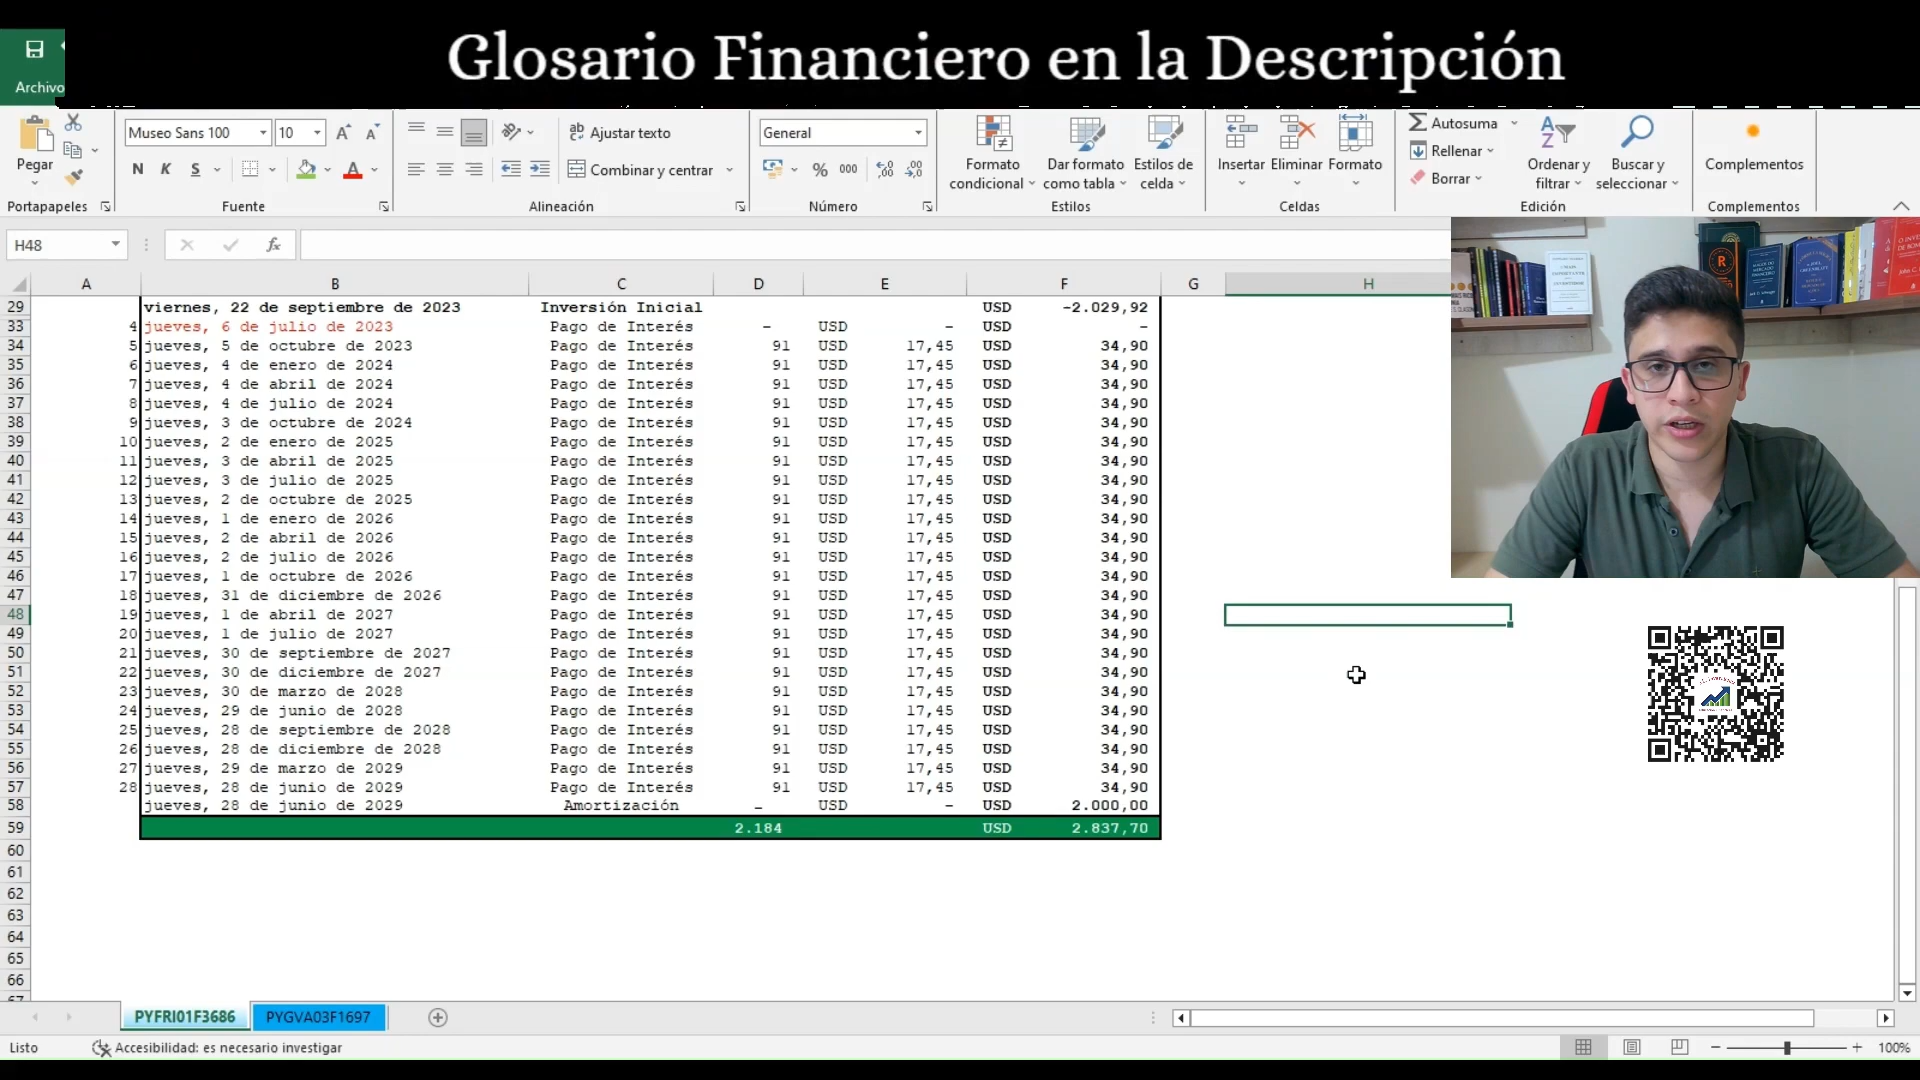 Glosario Financiero en la Descripción
Archivo
Pegar
Portapapeles
Museo Sans 100 10
N K S
Fuente
Ajustar texto
Combinar y centrar
Alineación
General
% 000
Número
Formato condicional
Dar formato como tabla
Estilos de celda
Estilos
Insertar Eliminar Formato
Celdas
Autosuma
Rellenar
Borrar
Ordenar y filtrar
Buscar y seleccionar
Edición
Complementos
Complementos
H48
fx
A B C D E F G H
29 viernes, 22 de septiembre de 2023 Inversión Inicial USD -2.029,92
33 4 jueves, 6 de julio de 2023 Pago de Interés - USD - USD -
34 5 jueves, 5 de octubre de 2023 Pago de Interés 91 USD 17,45 USD 34,90
35 6 jueves, 4 de enero de 2024 Pago de Interés 91 USD 17,45 USD 34,90
36 7 jueves, 4 de abril de 2024 Pago de Interés 91 USD 17,45 USD 34,90
37 8 jueves, 4 de julio de 2024 Pago de Interés 91 USD 17,45 USD 34,90
38 9 jueves, 3 de octubre de 2024 Pago de Interés 91 USD 17,45 USD 34,90
39 10 jueves, 2 de enero de 2025 Pago de Interés 91 USD 17,45 USD 34,90
40 11 jueves, 3 de abril de 2025 Pago de Interés 91 USD 17,45 USD 34,90
41 12 jueves, 3 de julio de 2025 Pago de Interés 91 USD 17,45 USD 34,90
42 13 jueves, 2 de octubre de 2025 Pago de Interés 91 USD 17,45 USD 34,90
43 14 jueves, 1 de enero de 2026 Pago de Interés 91 USD 17,45 USD 34,90
44 15 jueves, 2 de abril de 2026 Pago de Interés 91 USD 17,45 USD 34,90
45 16 jueves, 2 de julio de 2026 Pago de Interés 91 USD 17,45 USD 34,90
46 17 jueves, 1 de octubre de 2026 Pago de Interés 91 USD 17,45 USD 34,90
47 18 jueves, 31 de diciembre de 2026 Pago de Interés 91 USD 17,45 USD 34,90
48 19 jueves, 1 de abril de 2027 Pago de Interés 91 USD 17,45 USD 34,90
49 20 jueves, 1 de julio de 2027 Pago de Interés 91 USD 17,45 USD 34,90
50 21 jueves, 30 de septiembre de 2027 Pago de Interés 91 USD 17,45 USD 34,90
51 22 jueves, 30 de diciembre de 2027 Pago de Interés 91 USD 17,45 USD 34,90
52 23 jueves, 30 de marzo de 2028 Pago de Interés 91 USD 17,45 USD 34,90
53 24 jueves, 29 de junio de 2028 Pago de Interés 91 USD 17,45 USD 34,90
54 25 jueves, 28 de septiembre de 2028 Pago de Interés 91 USD 17,45 USD 34,90
55 26 jueves, 28 de diciembre de 2028 Pago de Interés 91 USD 17,45 USD 34,90
56 27 jueves, 29 de marzo de 2029 Pago de Interés 91 USD 17,45 USD 34,90
57 28 jueves, 28 de junio de 2029 Pago de Interés 91 USD 17,45 USD 34,90
58 jueves, 28 de junio de 2029 Amortización - USD - USD 2.000,00
59 2.184 USD 2.837,70
60
61
62
63
64
65
66
67
PYFRI01F3686 PYGVA03F1697
Listo Accesibilidad: es necesario investigar 100%